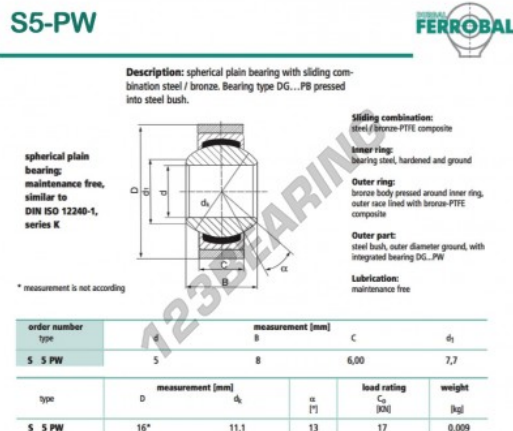 S5-PW
DURBAL
FERROBAL
Description: spherical plain bearing with sliding com-
bination steel / bronze. Bearing type DG...PB pressed
into steel bush.
spherical plain
bearing;
maintenance free,
similar to
DIN ISO 12240-1,
series K
* measurement is not according
D
d1
d
dk
C
B
α
Sliding combination:
steel / bronze-PTFE composite
Inner ring:
bearing steel, hardened and ground
Outer ring:
bronze body pressed around inner ring,
outer race lined with bronze-PTFE
composite
Outer part:
steel bush, outer diameter ground, with
integrated bearing DG...PW
Lubrication:
maintenance free
123BEARING
order number measurement [mm]
type d B C d1
S 5 PW 5 8 6,00 7,7
measurement [mm] load rating weight
type D dk α C0
[°] [KN] [kg]
S 5 PW 16* 11,1 13 17 0,009